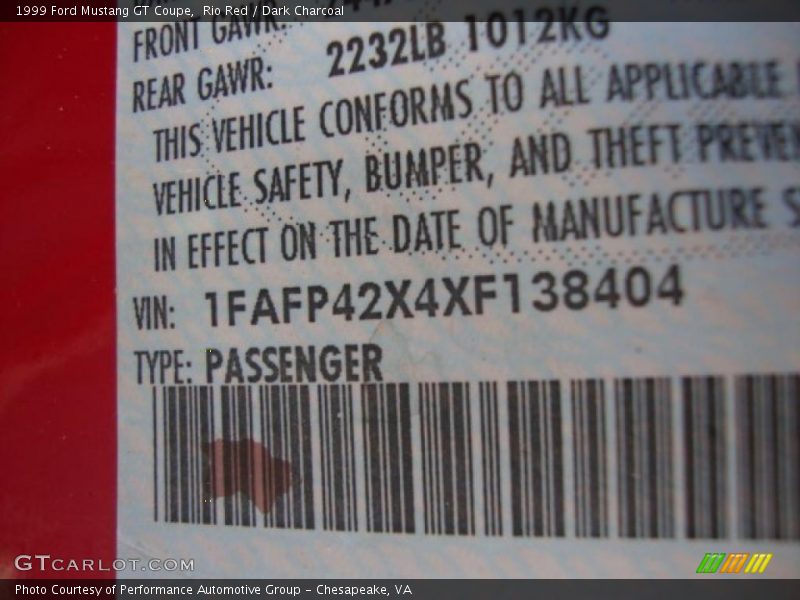 1999 Ford Mustang GT Coupe,  Rio Red / Dark Charcoal
FRONT GAWR:
REAR GAWR: 2232LB 1012KG
THIS VEHICLE CONFORMS TO ALL APPLICABLE
VEHICLE SAFETY, BUMPER, AND THEFT PREVEN
IN EFFECT ON THE DATE OF MANUFACTURE S
VIN: 1FAFP42X4XF138404
TYPE: PASSENGER
GTCARLOT.COM
Photo Courtesy of Performance Automotive Group - Chesapeake, VA